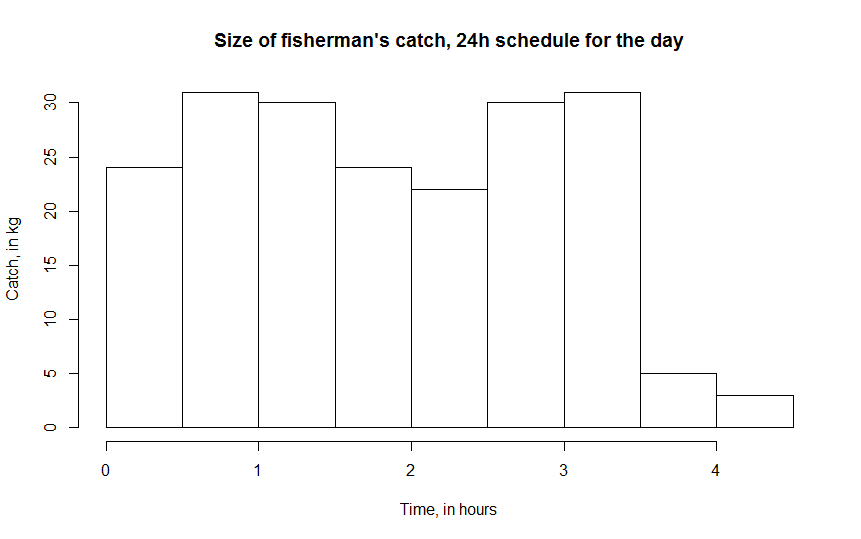 Size of fisherman's catch, 24h schedule for the day
Catch, in kg
30
25
20
15
10
5
0
0 1 2 3 4
Time, in hours